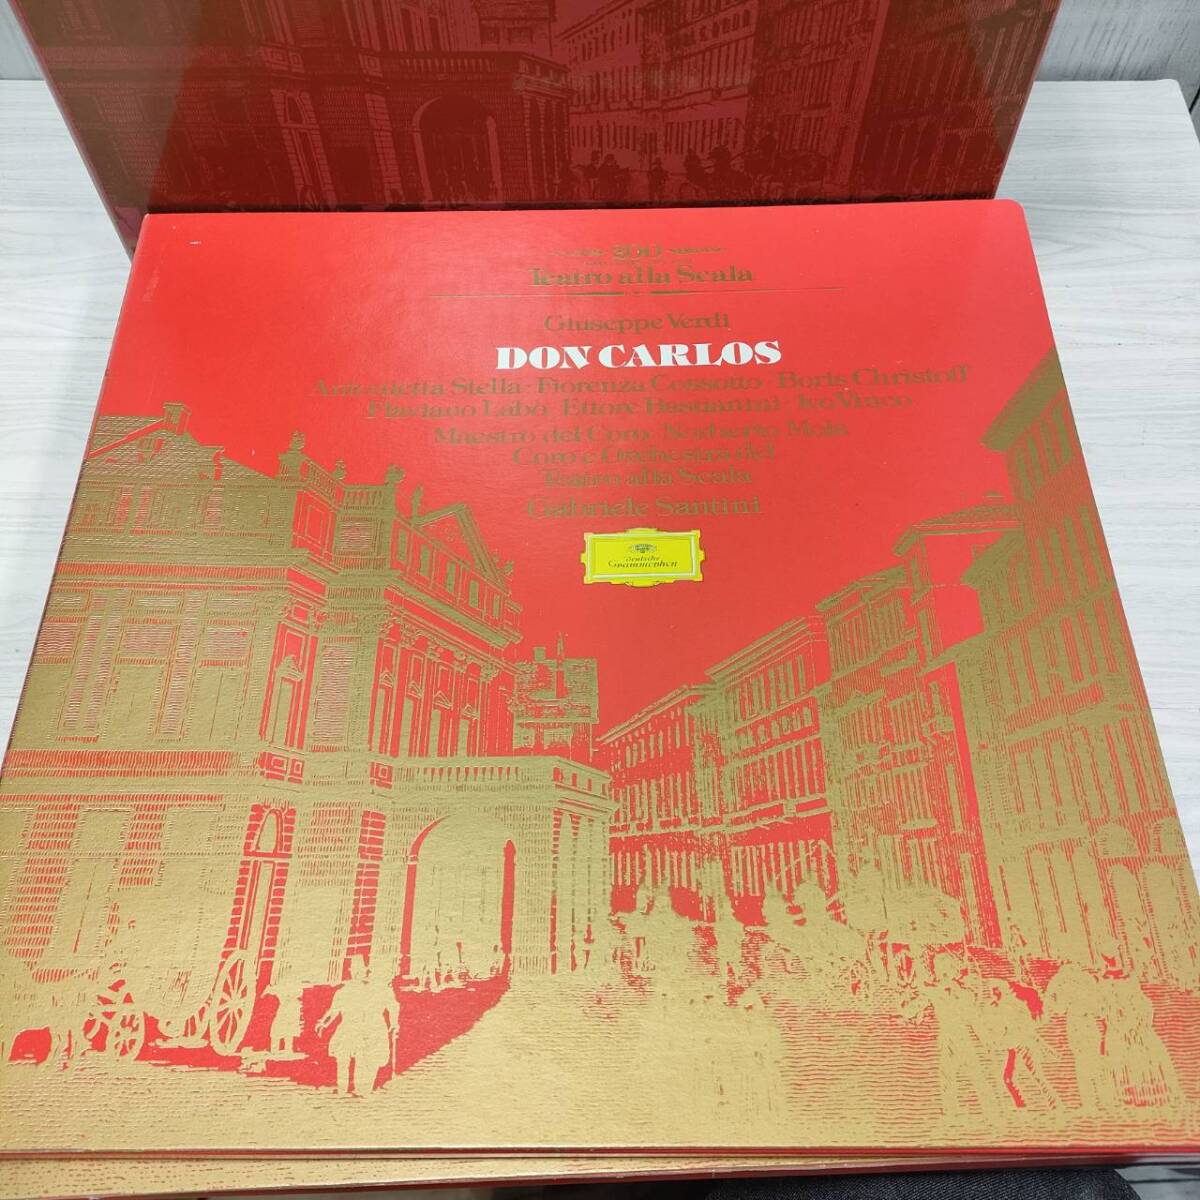 200
Teatro alla Scala
Giuseppe Verdi
DON CARLOS
Antonietta Stella · Fiorenza Cossotto · Boris Christoff
Flaviano Labò · Ettore Bastianini · Ivo Vinco
Maestro del Coro: Norberto Mola
Coro e Orchestra del
Teatro alla Scala
Gabriele Santini
Deutsche
Grammophon